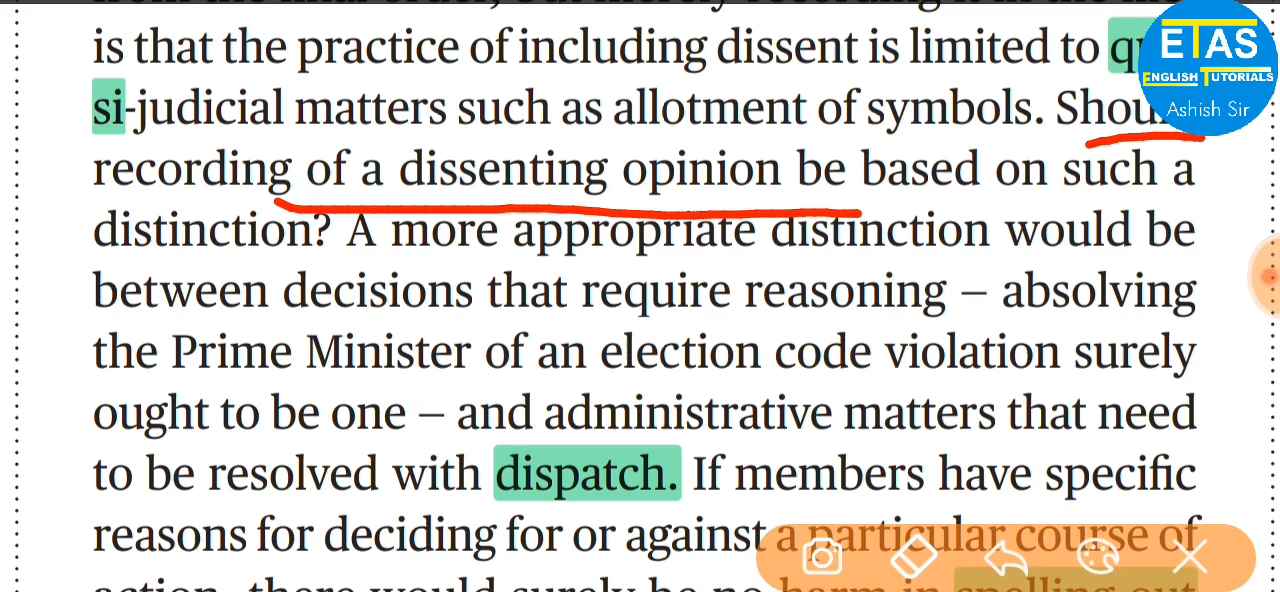 is that the practice of including dissent is limited to
si-judicial matters such as allotment of symbols.
recording of a dissenting opinion be based on such a
distinction? A more appropriate distinction would be
between decisions that require reasoning – absolving
the Prime Minister of an election code violation surely
ought to be one – and administrative matters that need
to be resolved with dispatch. If members have specific
reasons for deciding for or against a particular course of
ETAS
ENGLISH TUTORIALS
Ashish Sir